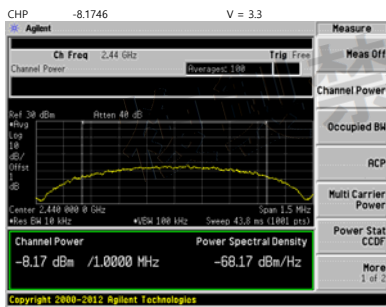 CHP -8.1746 V = 3.3
Agilent Measure
Ch Freq 2.44 GHz Trig Free
Channel Power Averages: 100
Meas Off
Channel Power
Occupied BW
ACP
Multi Carrier Power
Power Stat CCDF
More
1 of 2
Ref 30 dBm Atten 40 dB
#Avg
Log
10
dB/
Offst
1
dB
Center 2.440 000 0 GHz Span 1.5 MHz
#Res BW 10 kHz #VBW 100 kHz Sweep 43.8 ms (1001 pts)
Channel Power Power Spectral Density
-8.17 dBm /1.0000 MHz -68.17 dBm/Hz
Copyright 2000-2012 Agilent Technologies